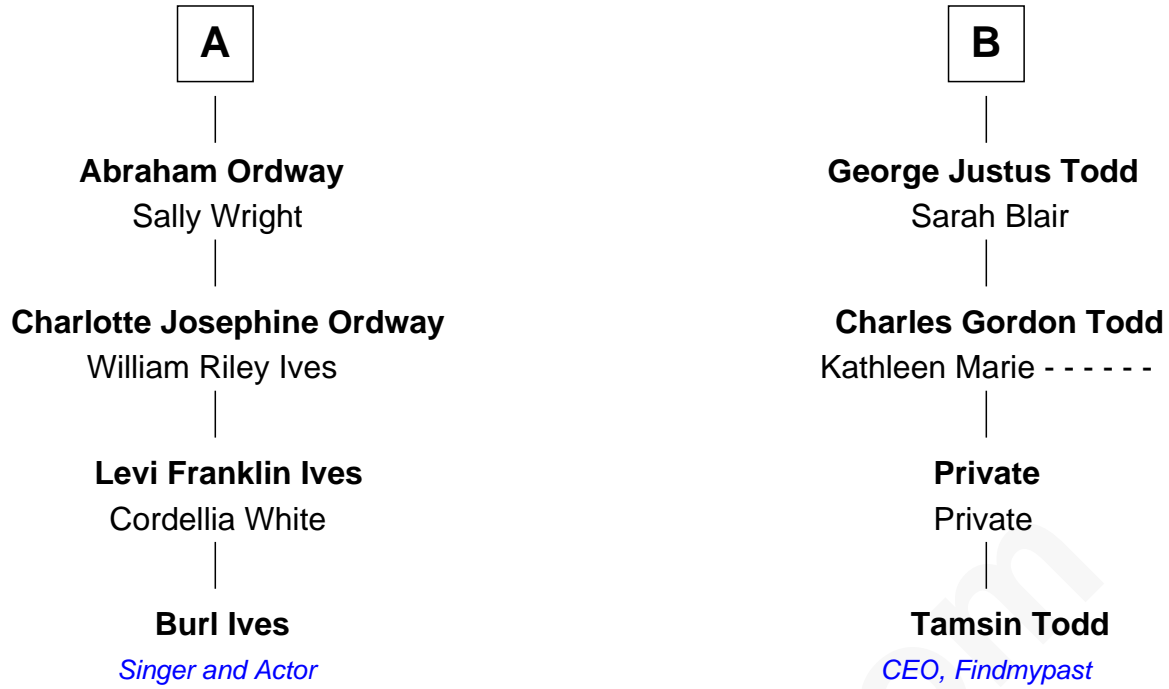 A
Abraham Ordway
Sally Wright
Charlotte Josephine Ordway
William Riley Ives
Levi Franklin Ives
Cordellia White
Burl Ives
Singer and Actor
B
George Justus Todd
Sarah Blair
Charles Gordon Todd
Kathleen Marie - - - - - -
Private
Private
Tamsin Todd
CEO, Findmypast